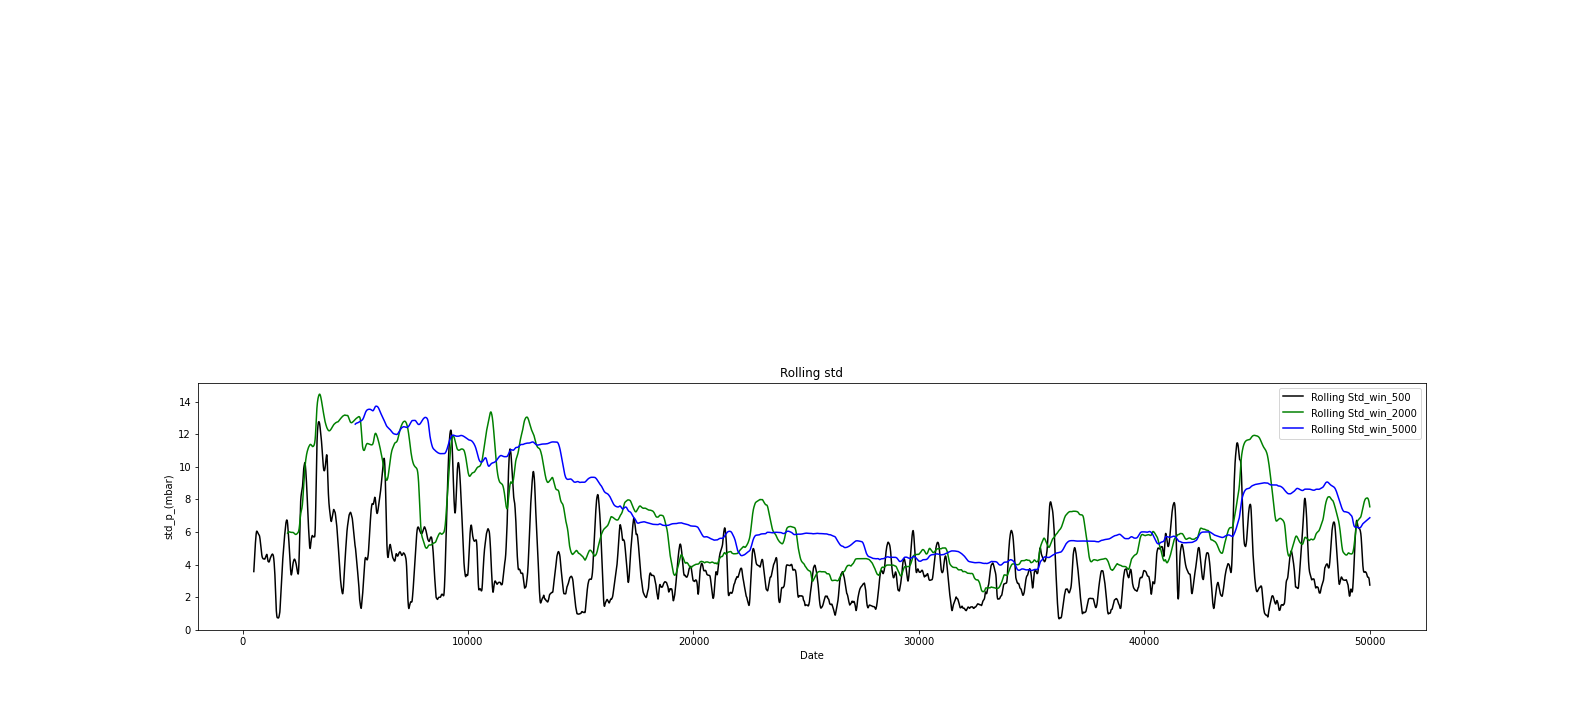 Rolling std
Rolling Std_win_500
Rolling Std_win_2000
Rolling Std_win_5000
std_p_(mbar)
14
12
10
8
6
4
2
0
0 10000 20000 30000 40000 50000
Date